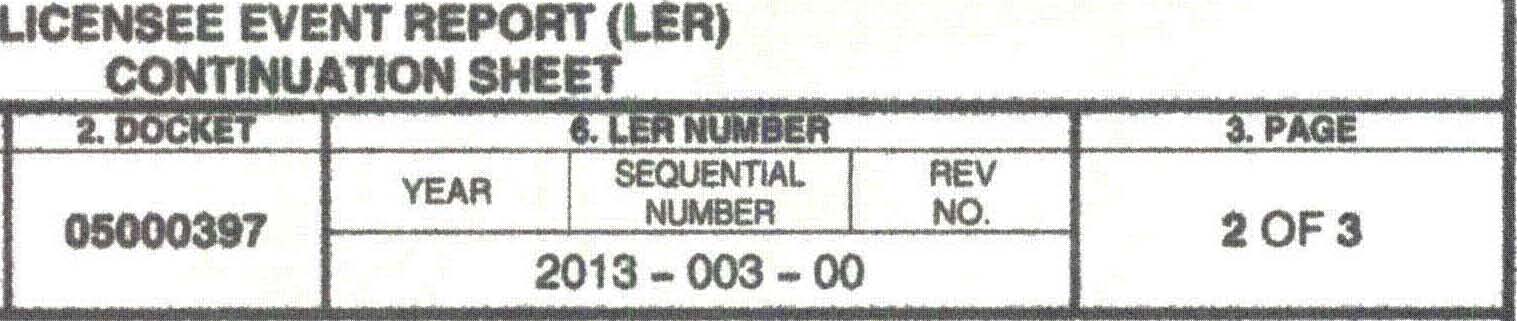 LICENSEE EVENT REPORT (LER)
CONTINUATION SHEET
2. DOCKET
6. LER NUMBER
3. PAGE
05000397
YEAR
SEQUENTIAL
NUMBER
REV
NO.
2013 – 003 – 00
2 OF 3